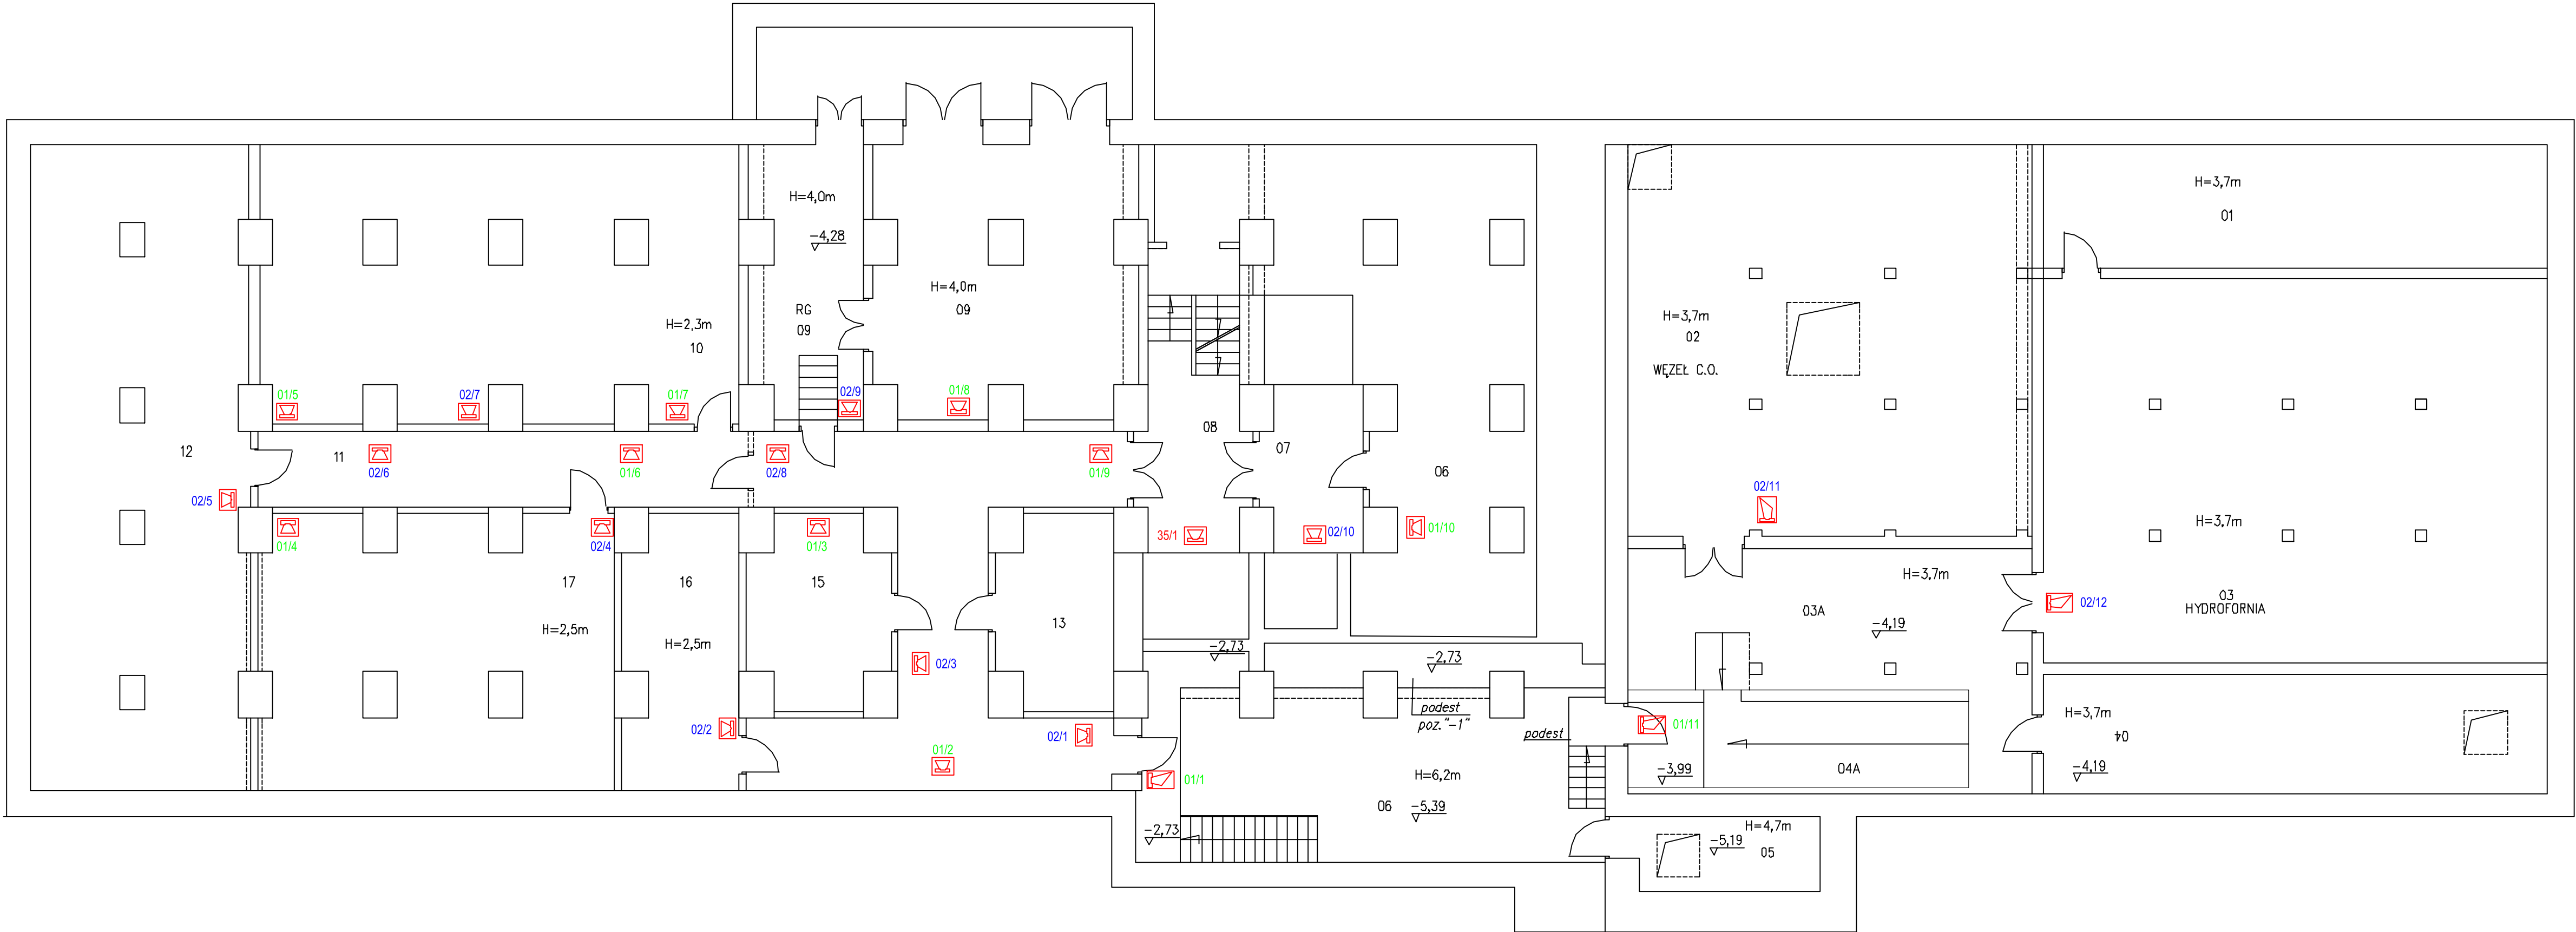 H=3,7m
01
H=4,0m
-4,28
H=4,0m
09
RG
09
H=2,3m
10
H=3,7m
02
WĘZEŁ C.O.
01/5
02/7
01/7
02/9
01/8
12
11
02/6
01/6
02/8
01/9
08
07
06
02/5
01/4
02/4
01/3
35/1
02/10
01/10
02/11
H=3,7m
17
16
15
13
H=2,5m
H=2,5m
H=3,7m
03A
-4,19
02/12
03
HYDROFORNIA
02/3
-2,73
-2,73
02/2
02/1
01/2
01/1
podest
poz."-1"
podest
01/11
H=3,7m
04
-4,19
H=6,2m
06
-5,39
-3,99
04A
-2,73
H=4,7m
-5,19
05